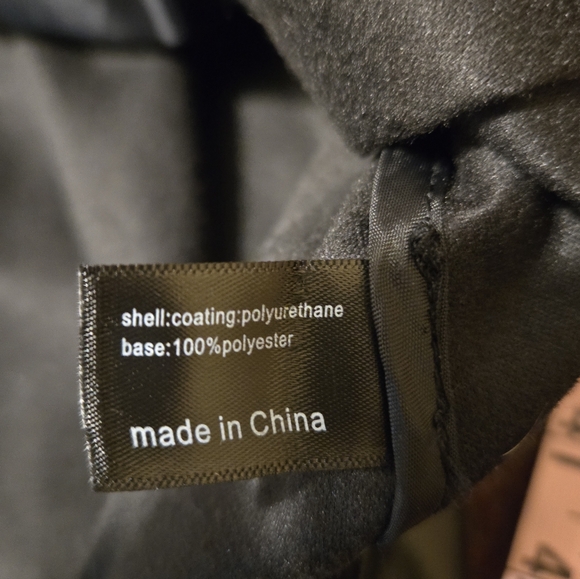 shell:coating:polyurethane
base:100%polyester
made in China